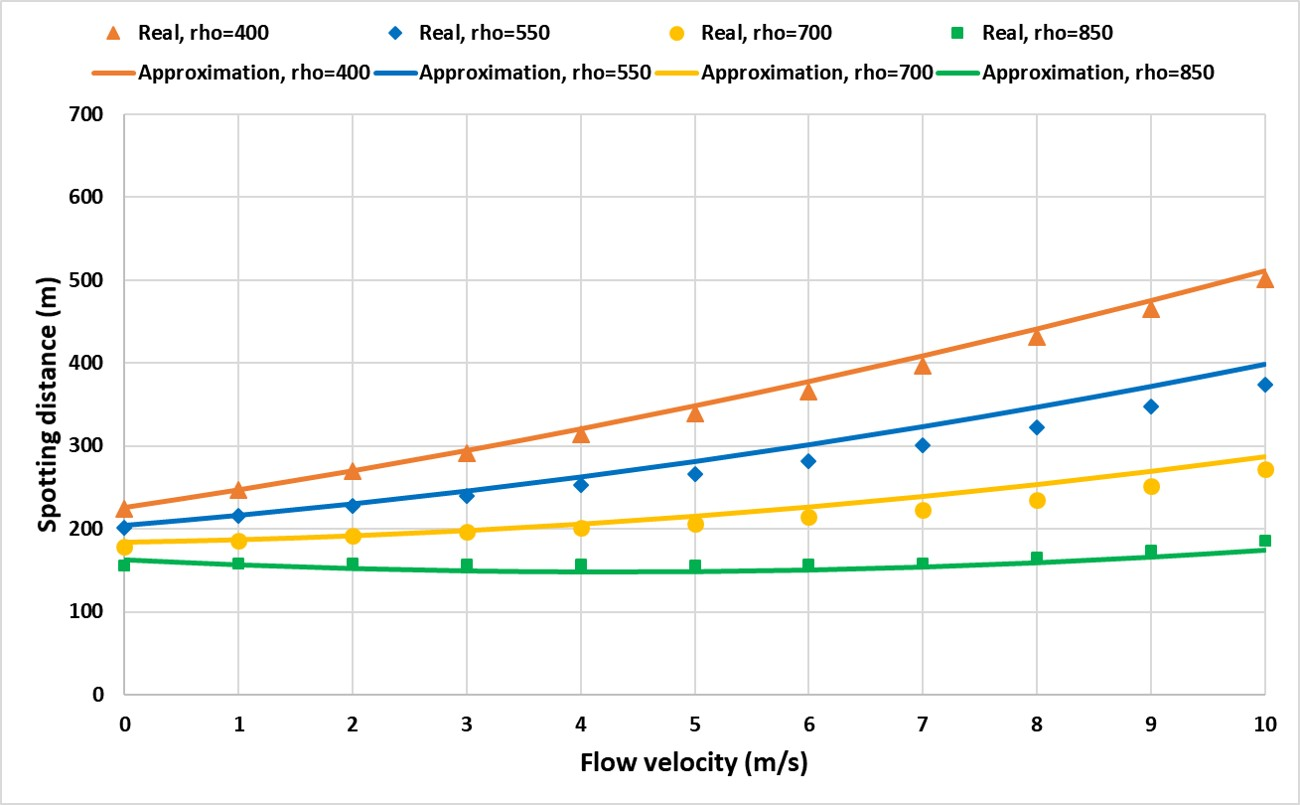 Real, rho=400 Real, rho=550 Real, rho=700 Real, rho=850
Approximation, rho=400 Approximation, rho=550 Approximation, rho=700 Approximation, rho=850
700
600
500
400
300
200
100
0
Spotting distance (m)
0 1 2 3 4 5 6 7 8 9 10
Flow velocity (m/s)